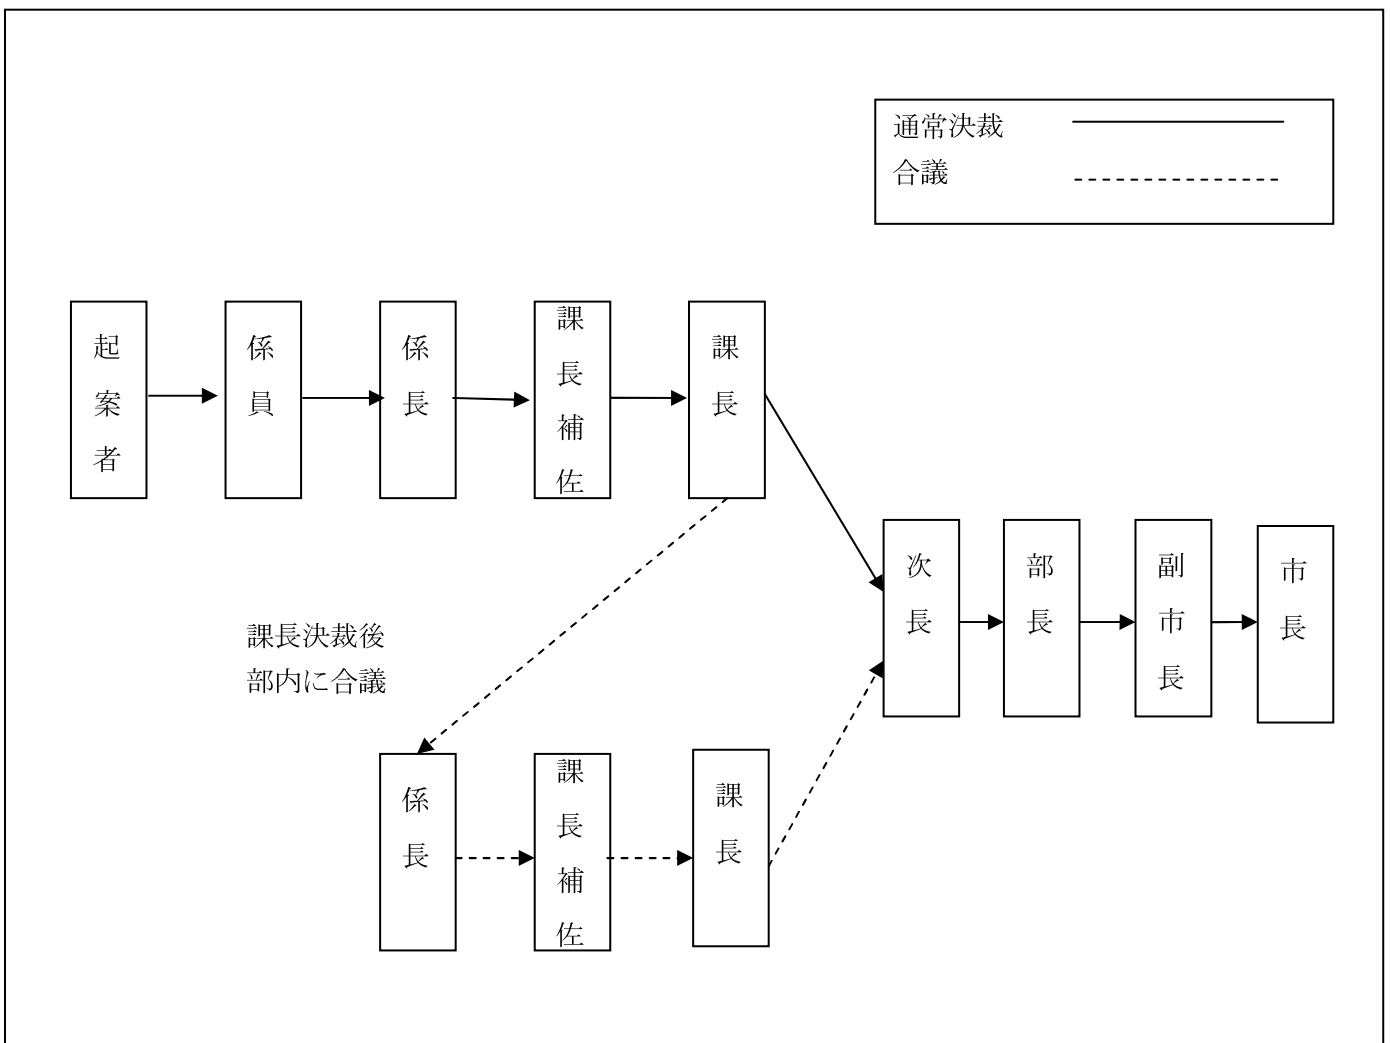 通常決裁
合議
起案者
係員
係長
課長補佐
課長
次長
部長
副市長
市長
課長決裁後
部内に合議
係長
課長補佐
課長